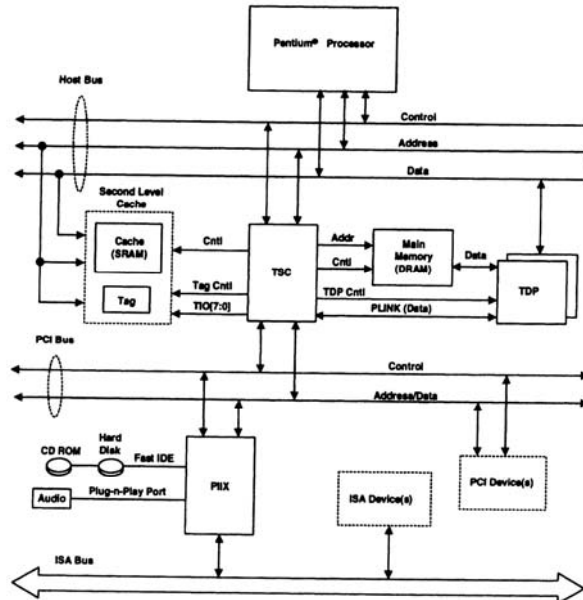 Pentium® Processor
Host Bus
Control
Address
Data
Second Level
Cache
Cache
(SRAM)
Tag
Cntl
Tag Cntl
TIO[7:0]
TSC
Addr
Cntl
Main
Memory
(DRAM)
Data
TDP Cntl
PLINK (Data)
TDP
PCI Bus
Control
Address/Data
CD ROM
Hard
Disk
Fast IDE
Audio
Plug-n-Play Port
PIIX
ISA Device(s)
PCI Device(s)
ISA Bus